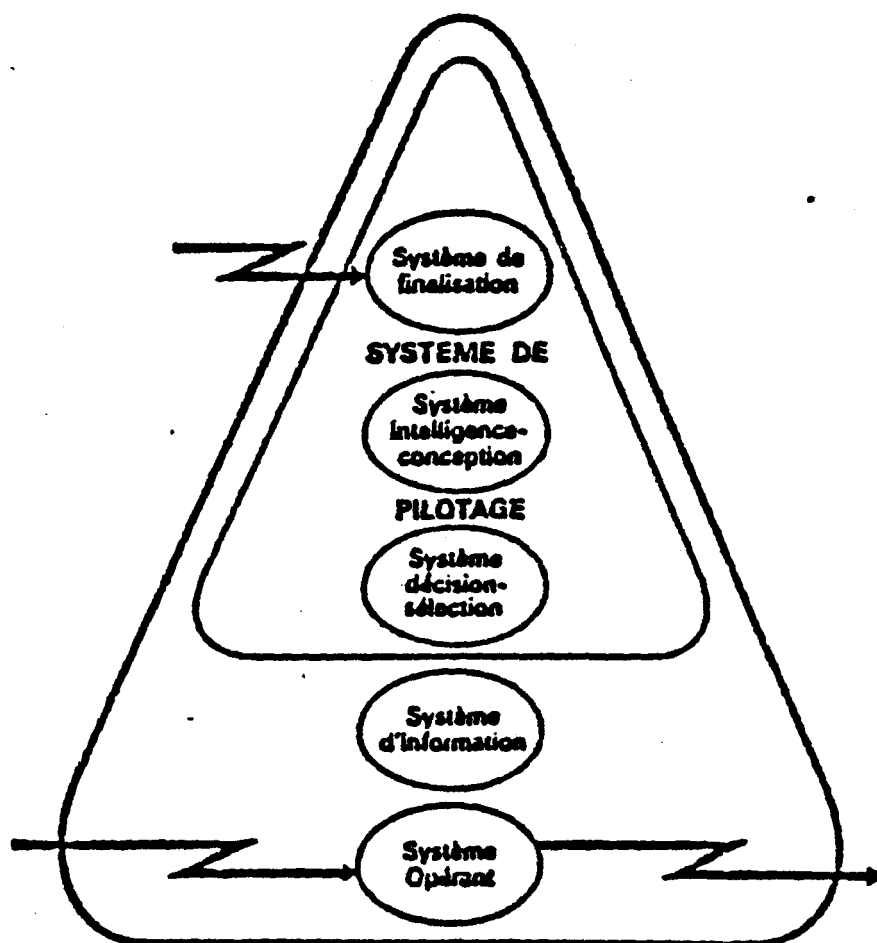 Système de
finalisation
SYSTEME DE
Système
Intelligence-
conception
PILOTAGE
Système
décision-
sélection
Système
d'Information
Système
Opérant